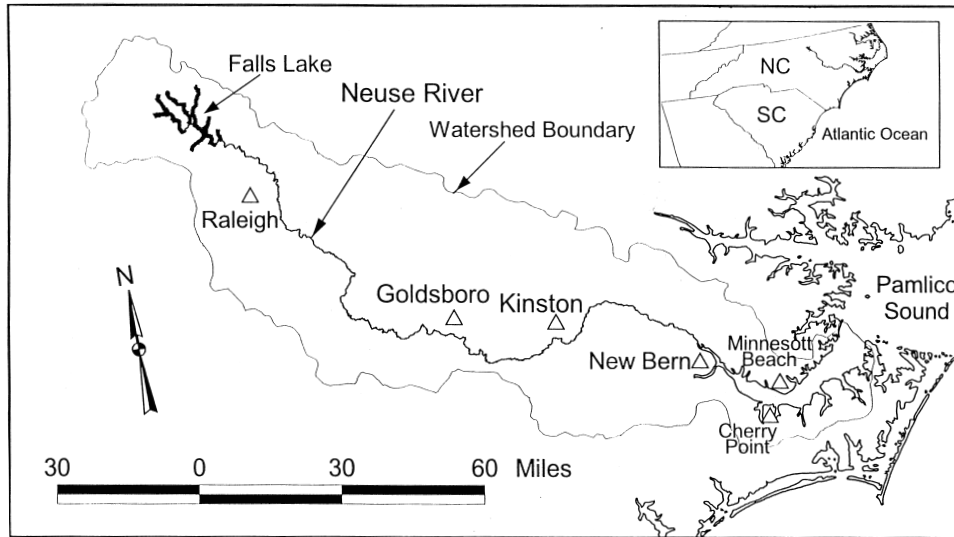 Falls Lake
Neuse River
Watershed Boundary
NC
SC
Atlantic Ocean
Raleigh
N
Goldsboro
Kinston
Pamlico
Sound
New Bern
Minnesott
Beach
Cherry
Point
30 0 30 60 Miles